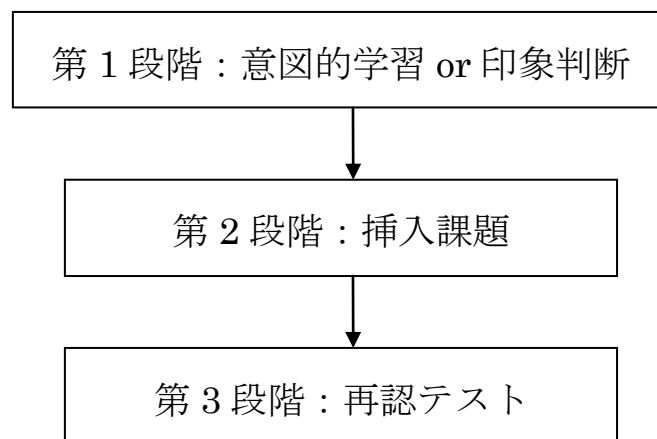 第 1 段階：意図的学習 or 印象判断
第 2 段階：挿入課題
第 3 段階：再認テスト